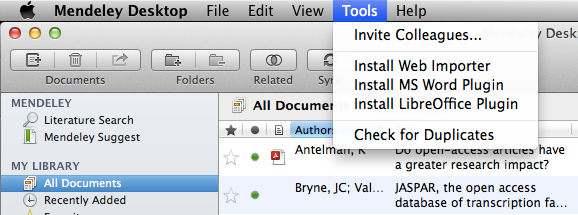 Mendeley Desktop File Edit View Tools Help
Invite Colleagues...
Install Web Importer
Install MS Word Plugin
Install LibreOffice Plugin
Check for Duplicates
Documents Folders Related
MENDELEY
Literature Search
Mendeley Suggest
MY LIBRARY
All Documents
Recently Added
All Documents
Authors
Antelman, K Do open-access articles have
a greater research impact?
Bryne, JC; Val... JASPAR, the open access
database of transcription fa...